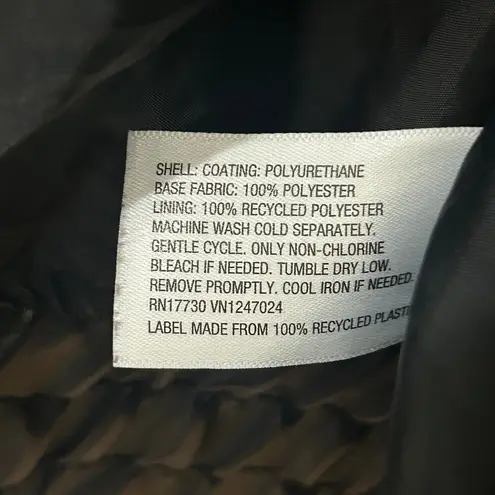 SHELL: COATING: POLYURETHANE
BASE FABRIC: 100% POLYESTER
LINING: 100% RECYCLED POLYESTER
MACHINE WASH COLD SEPARATELY.
GENTLE CYCLE. ONLY NON-CHLORINE
BLEACH IF NEEDED. TUMBLE DRY LOW.
REMOVE PROMPTLY. COOL IRON IF NEEDED.
RN17730 VN1247024
LABEL MADE FROM 100% RECYCLED PLASTI